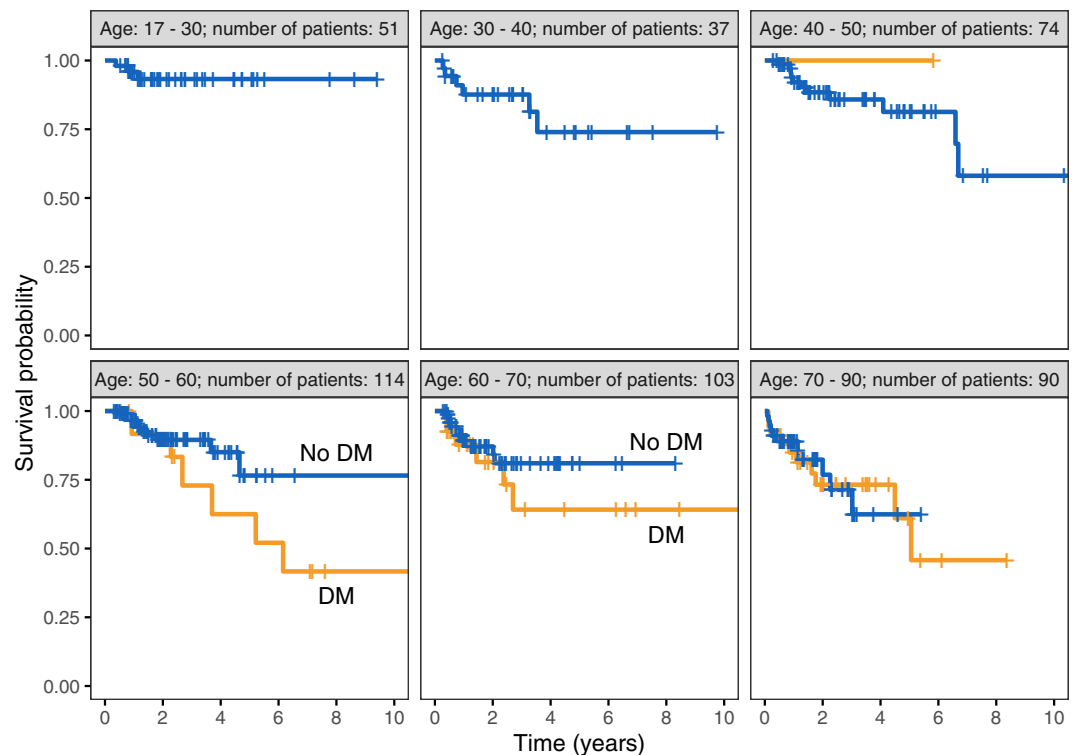 Age: 17 - 30; number of patients: 51
Age: 30 - 40; number of patients: 37
Age: 40 - 50; number of patients: 74
1.00
0.75
0.50
0.25
0.00
Survival probability
Age: 50 - 60; number of patients: 114
Age: 60 - 70; number of patients: 103
Age: 70 - 90; number of patients: 90
1.00
0.75
0.50
0.25
0.00
No DM
DM
No DM
DM
0 2 4 6 8 10
0 2 4 6 8 10
0 2 4 6 8 10
Time (years)